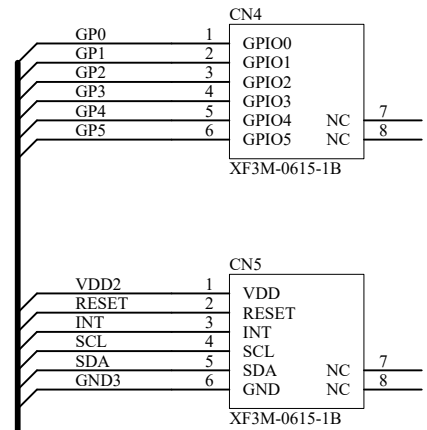 CN4
GP0 1 GPIO0
GP1 2 GPIO1
GP2 3 GPIO2
GP3 4 GPIO3
GP4 5 GPIO4 NC 7
GP5 6 GPIO5 NC 8
XF3M-0615-1B
CN5
VDD2 1 VDD
RESET 2 RESET
INT 3 INT
SCL 4 SCL
SDA 5 SDA NC 7
GND3 6 GND NC 8
XF3M-0615-1B